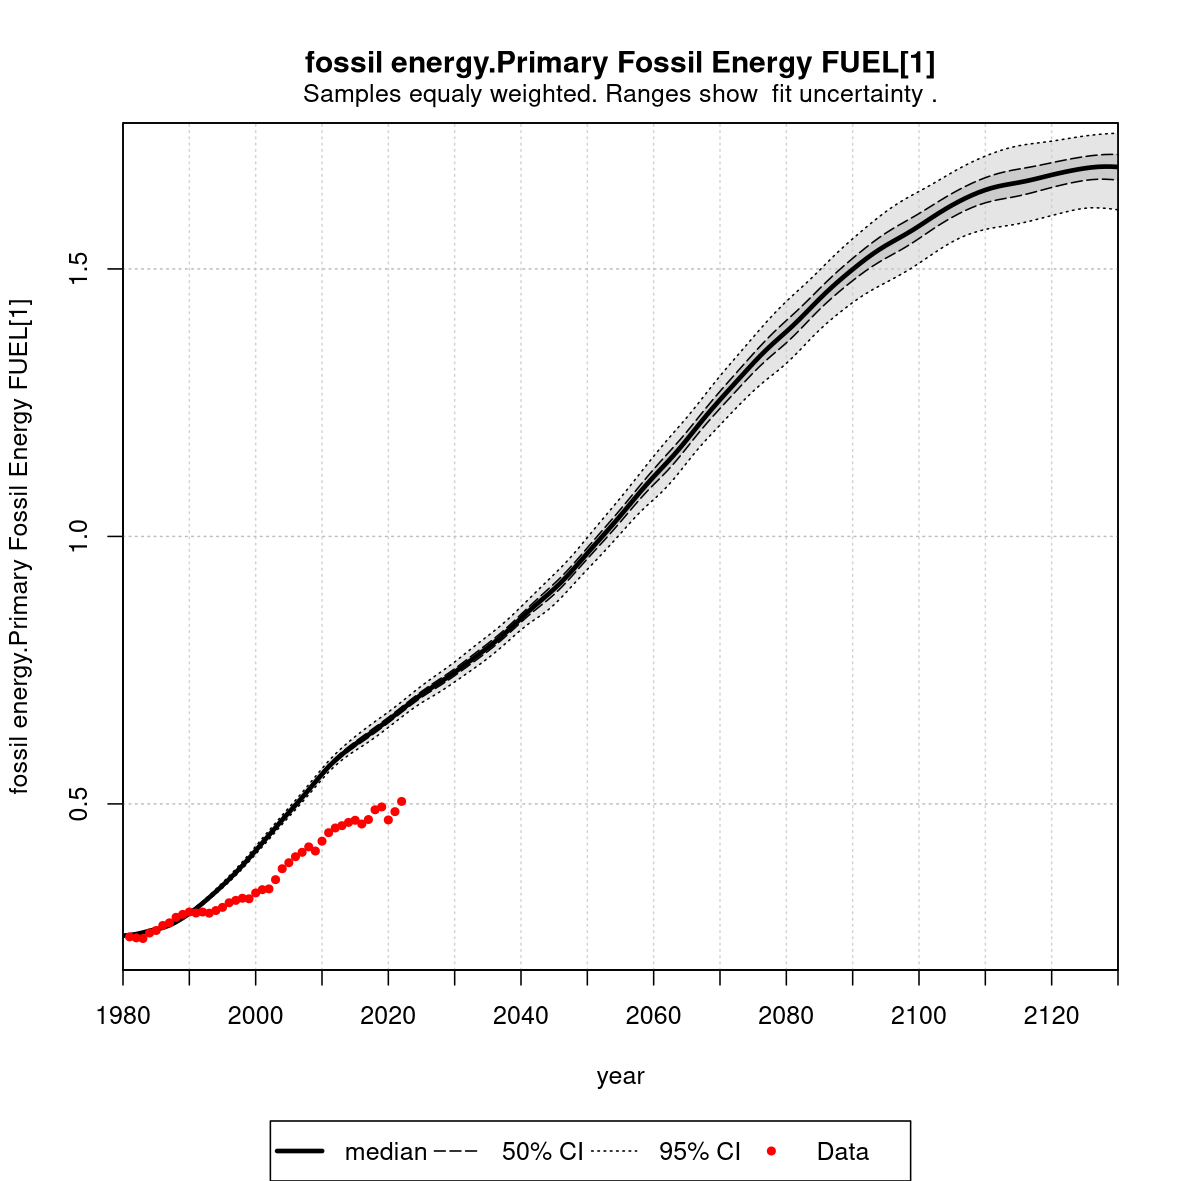 fossil energy.Primary Fossil Energy FUEL[1]
Samples equaly weighted. Ranges show  fit uncertainty .
fossil energy.Primary Fossil Energy FUEL[1]
1.5
1.0
0.5
1980 2000 2020 2040 2060 2080 2100 2120
year
median 50% CI 95% CI Data